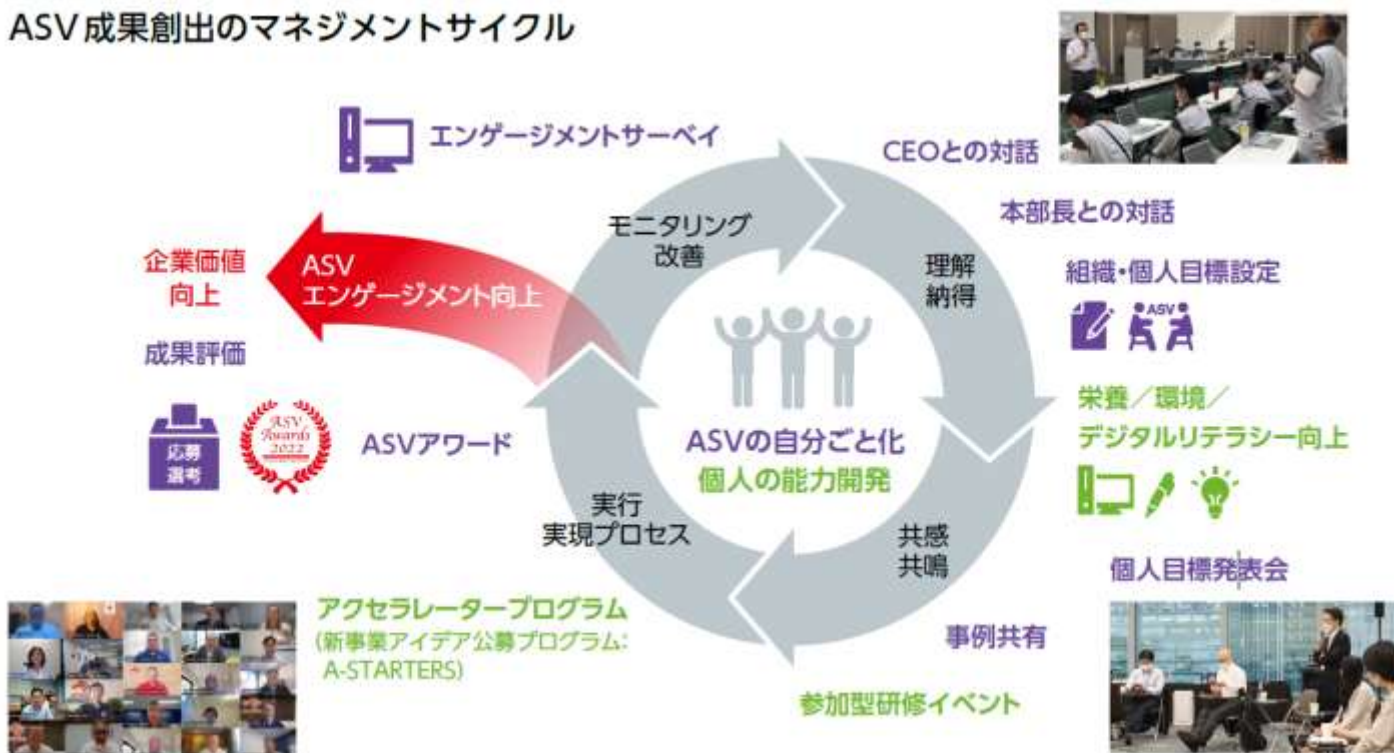 ASV成果創出のマネジメントサイクル
エンゲージメントサーベイ
CEOとの対話
本部長との対話
モニタリング
改善
理解
納得
企業価値
向上
ASV
エンゲージメント向上
組織・個人目標設定
ASV
成果評価
栄養／環境／
デジタルリテラシー向上
応募
選考
ASV
Awards
2022
ASVアワード
ASVの自分ごと化
個人の能力開発
実行
実現プロセス
共感
共鳴
個人目標発表会
アクセラレータープログラム
(新事業アイデア公募プログラム:
A-STARTERS)
事例共有
参加型研修イベント